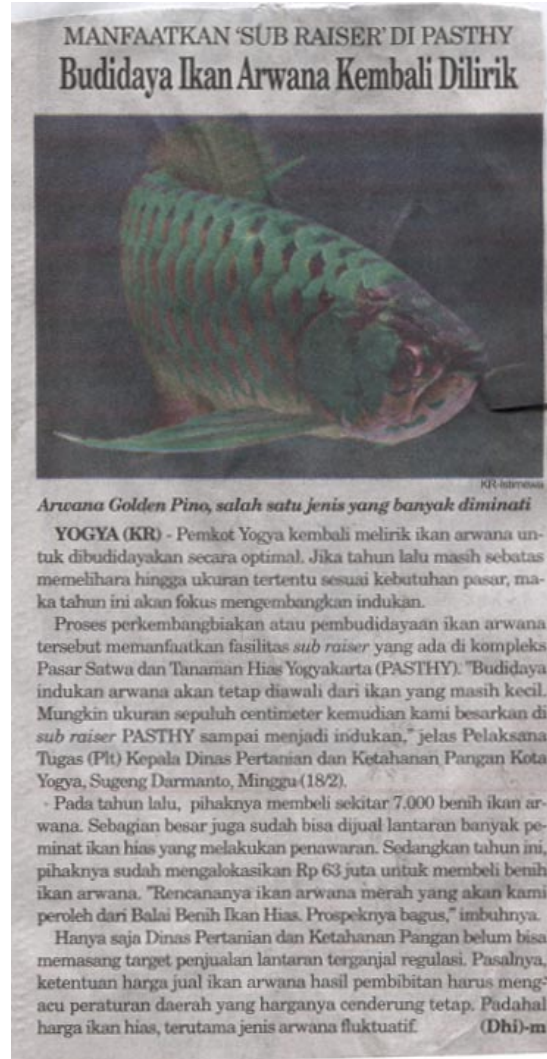 MANFAATKAN 'SUB RAISER' DI PASTHY
Budidaya Ikan Arwana Kembali Dilirik
KR-Istimewa
Arwana Golden Pino, salah satu jenis yang banyak diminati
YOGYA (KR) - Pemkot Yogya kembali melirik ikan arwana un-
tuk dibudidayakan secara optimal. Jika tahun lalu masih sebatas
memelihara hingga ukuran tertentu sesuai kebutuhan pasar, ma-
ka tahun ini akan fokus mengembangkan indukan.
Proses perkembangbiakan atau pembudidayaan ikan arwana
tersebut memanfaatkan fasilitas sub raiser yang ada di kompleks
Pasar Satwa dan Tanaman Hias Yogyakarta (PASTHY). "Budidaya
indukan arwana akan tetap diawali dari ikan yang masih kecil.
Mungkin ukuran sepuluh centimeter kemudian kami besarkan di
sub raiser PASTHY sampai menjadi indukan," jelas Pelaksana
Tugas (Plt) Kepala Dinas Pertanian dan Ketahanan Pangan Kota
Yogya, Sugeng Darmanto, Minggu (18/2).
Pada tahun lalu, pihaknya membeli sekitar 7.000 benih ikan ar-
wana. Sebagian besar juga sudah bisa dijual lantaran banyak pe-
minat ikan hias yang melakukan penawaran. Sedangkan tahun ini,
pihaknya sudah mengalokasikan Rp 63 juta untuk membeli benih
ikan arwana. "Rencananya ikan arwana merah yang akan kami
peroleh dari Balai Benih Ikan Hias. Prospeknya bagus," imbuhnya.
Hanya saja Dinas Pertanian dan Ketahanan Pangan belum bisa
memasang target penjualan lantaran terganjal regulasi. Pasalnya,
ketentuan harga jual ikan arwana hasil pembibitan harus meng-
acu peraturan daerah yang harganya cenderung tetap. Padahal
harga ikan hias, terutama jenis arwana fluktuatif. (Dhi)-m